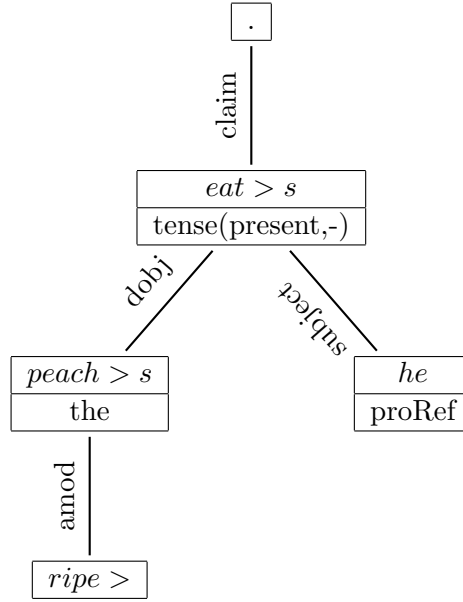 .
claim
eat > s
tense(present,-)
dobj
subject
peach > s
the
he
proRef
amod
ripe >